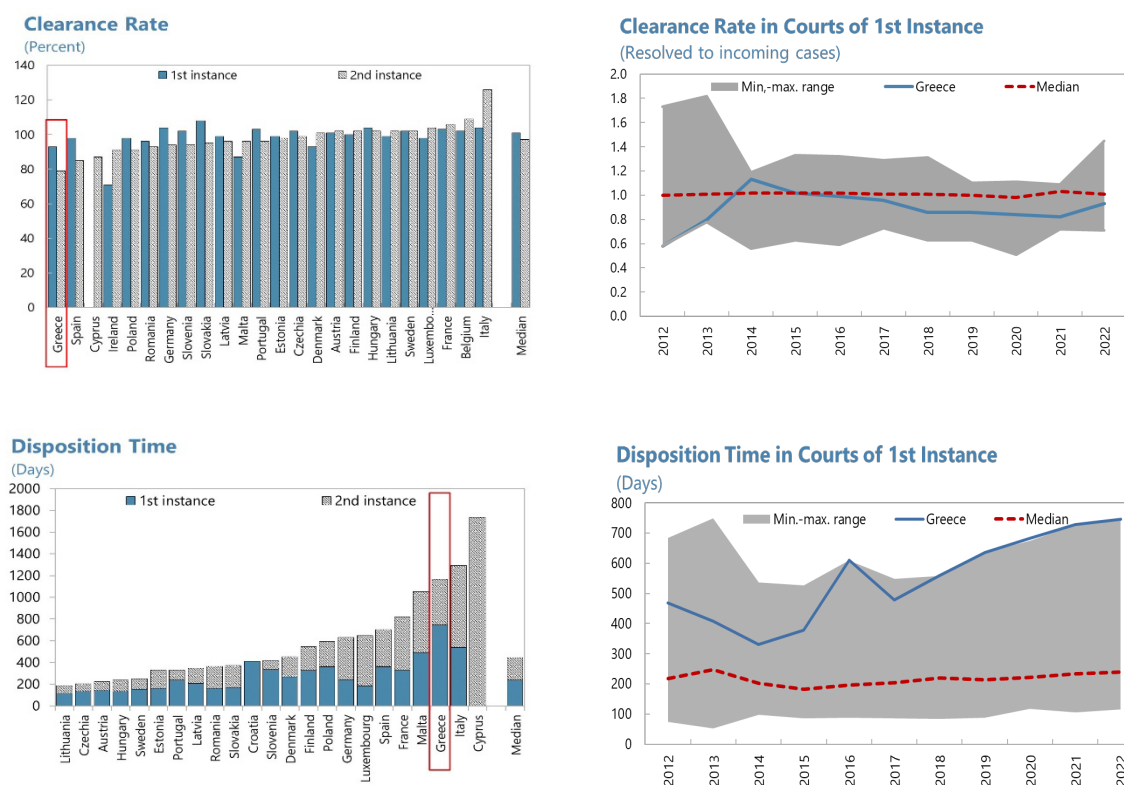 Clearance Rate
(Percent)
1st instance
2nd instance
140
120
100
80
60
40
20
0
Greece
Spain
Cyprus
Ireland
Poland
Romania
Germany
Slovenia
Slovakia
Latvia
Malta
Portugal
Estonia
Czechia
Denmark
Austria
Finland
Hungary
Lithuania
Sweden
Luxembo...
France
Belgium
Italy
Median
Clearance Rate in Courts of 1st Instance
(Resolved to incoming cases)
Min,-max. range
Greece
Median
2.0
1.8
1.6
1.4
1.2
1.0
0.8
0.6
0.4
0.2
0.0
2012
2013
2014
2015
2016
2017
2018
2019
2020
2021
2022
Disposition Time
(Days)
1st instance
2nd instance
2000
1800
1600
1400
1200
1000
800
600
400
200
0
Lithuania
Czechia
Austria
Hungary
Sweden
Estonia
Portugal
Latvia
Romania
Slovakia
Croatia
Slovenia
Denmark
Finland
Poland
Germany
Luxembourg
Spain
France
Malta
Greece
Italy
Cyprus
Median
Disposition Time in Courts of 1st Instance
(Days)
Min.-max. range
Greece
Median
800
700
600
500
400
300
200
100
0
2012
2013
2014
2015
2016
2017
2018
2019
2020
2021
2022